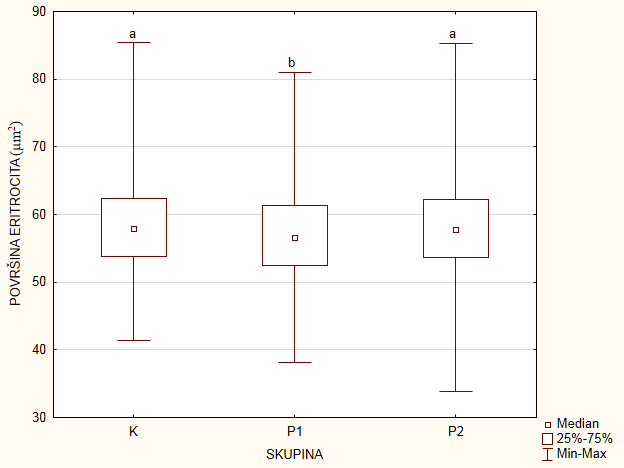 90
80
70
60
50
40
30
POVRŠINA ERITROCITA (µm²)
a
b
a
K
P1
P2
SKUPINA
Median
25%-75%
Min-Max